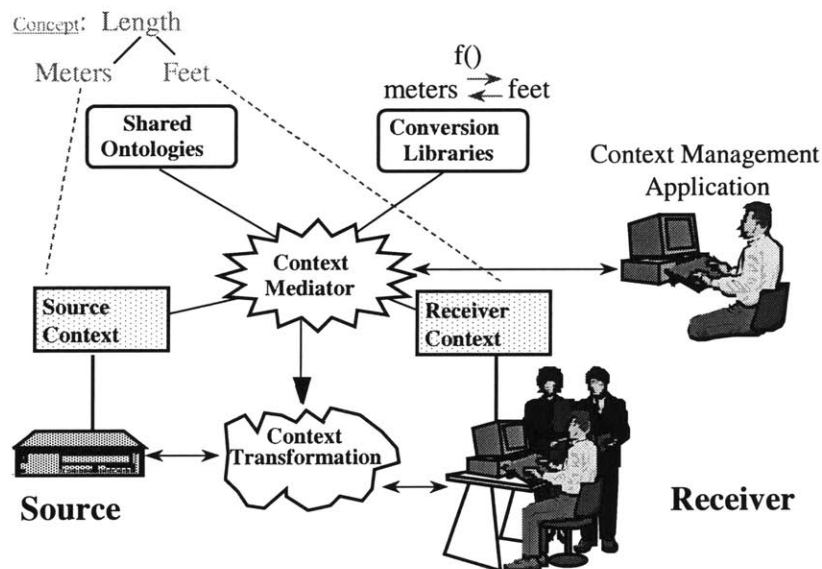 Concept: Length
Meters Feet
f()
meters feet
Shared
Ontologies
Conversion
Libraries
Context Management
Application
Context
Mediator
Source
Context
Receiver
Context
Context
Transformation
Source
Receiver